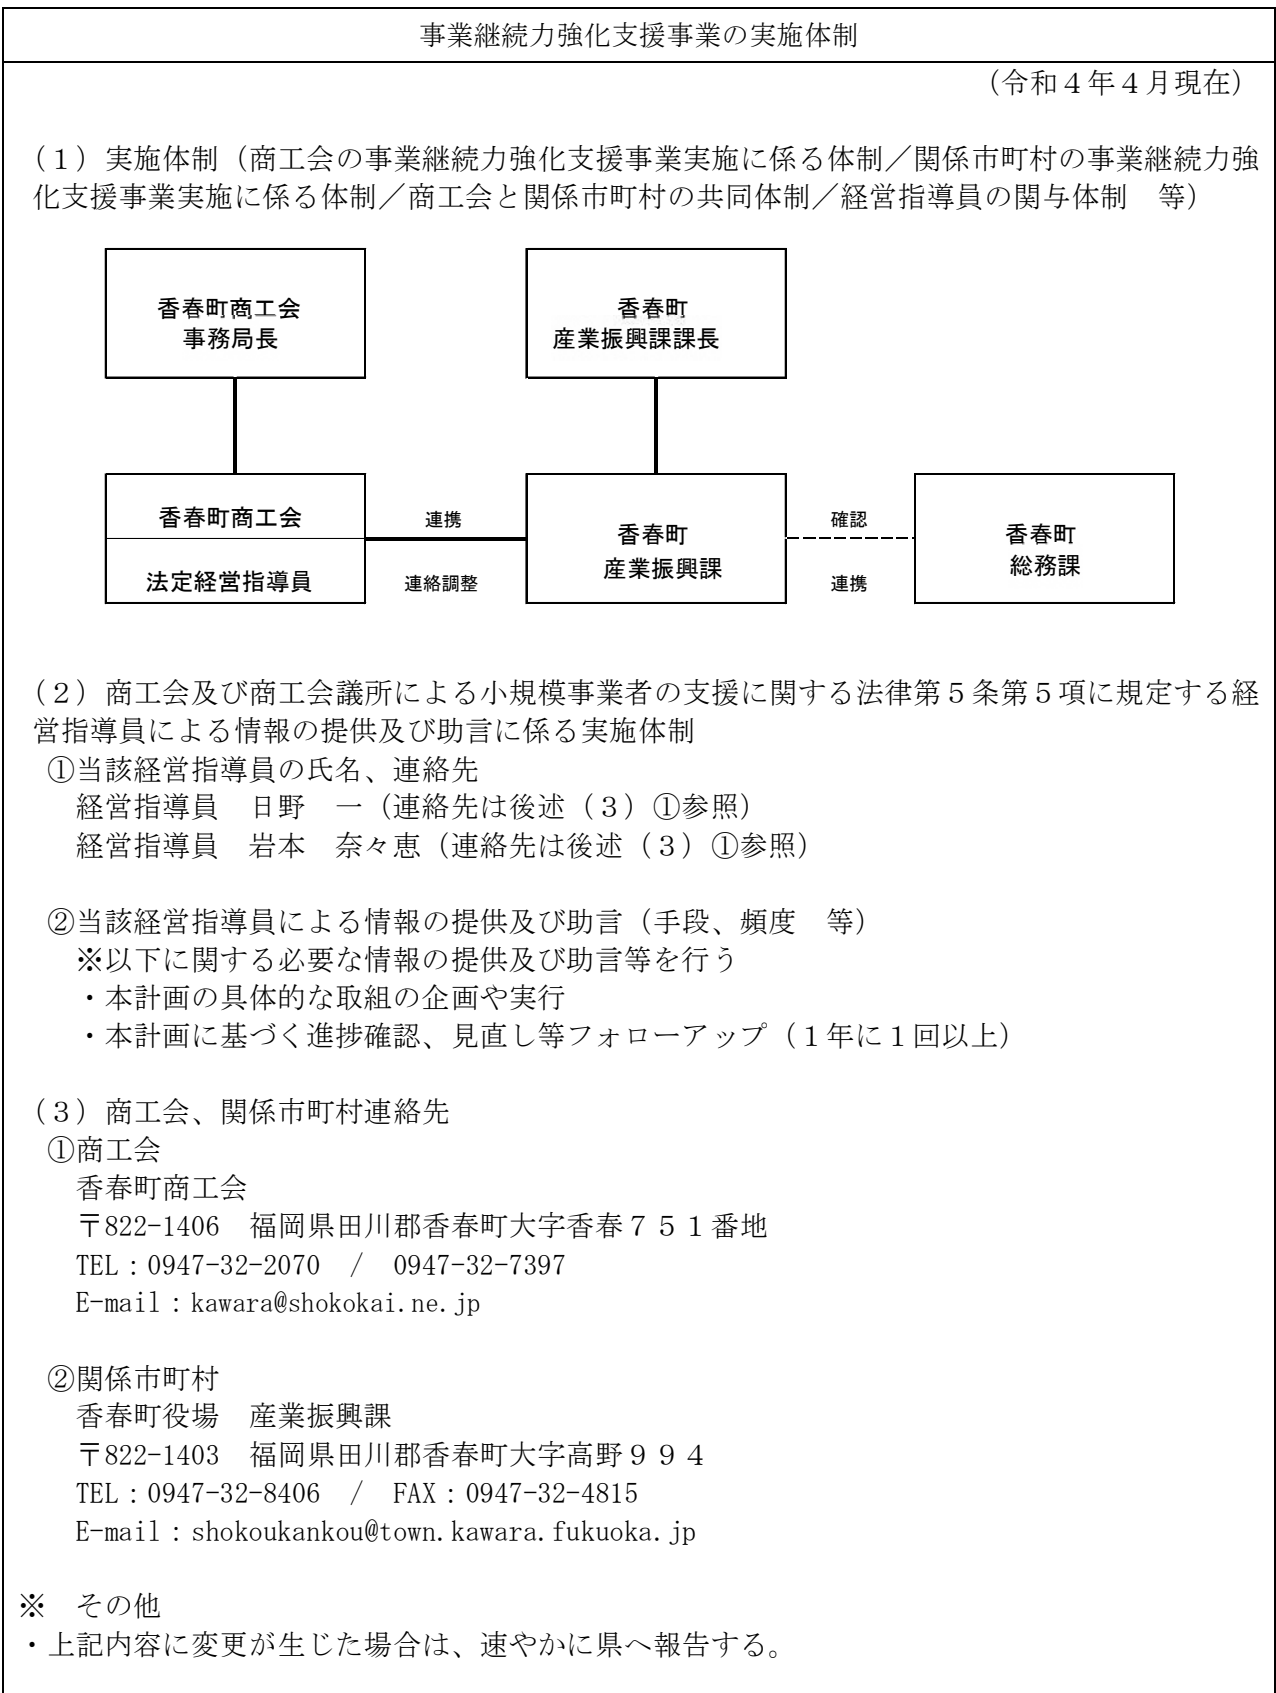 事業継続力強化支援事業の実施体制
（令和４年４月現在）
（１）実施体制（商工会の事業継続力強化支援事業実施に係る体制／関係市町村の事業継続力強
化支援事業実施に係る体制／商工会と関係市町村の共同体制／経営指導員の関与体制　等）
香春町商工会
事務局長
香春町
産業振興課課長
香春町商工会
法定経営指導員
連携
連絡調整
香春町
産業振興課
確認
連携
香春町
総務課
（２）商工会及び商工会議所による小規模事業者の支援に関する法律第５条第５項に規定する経
営指導員による情報の提供及び助言に係る実施体制
①当該経営指導員の氏名、連絡先
経営指導員　日野　一（連絡先は後述（３）①参照）
経営指導員　岩本　奈々恵（連絡先は後述（３）①参照）
②当該経営指導員による情報の提供及び助言（手段、頻度　等）
※以下に関する必要な情報の提供及び助言等を行う
・本計画の具体的な取組の企画や実行
・本計画に基づく進捗確認、見直し等フォローアップ（１年に１回以上）
（３）商工会、関係市町村連絡先
①商工会
香春町商工会
〒822-1406　福岡県田川郡香春町大字香春７５１番地
TEL：0947-32-2070　/　0947-32-7397
E-mail：kawara@shokokai.ne.jp
②関係市町村
香春町役場　産業振興課
〒822-1403　福岡県田川郡香春町大字高野９９４
TEL：0947-32-8406　/　FAX：0947-32-4815
E-mail：shokoukankou@town.kawara.fukuoka.jp
※　その他
・上記内容に変更が生じた場合は、速やかに県へ報告する。